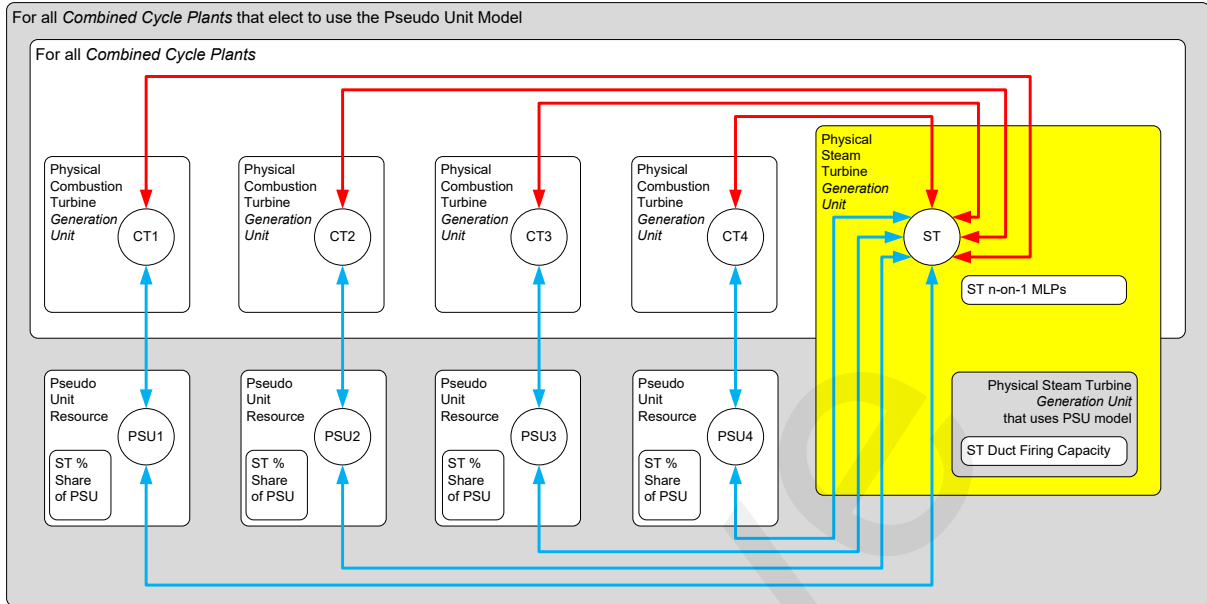 For all Combined Cycle Plants that elect to use the Pseudo Unit Model
For all Combined Cycle Plants
Physical
Combustion
Turbine
Generation
Unit
CT1
Physical
Combustion
Turbine
Generation
Unit
CT2
Physical
Combustion
Turbine
Generation
Unit
CT3
Physical
Combustion
Turbine
Generation
Unit
CT4
Physical
Steam
Turbine
Generation
Unit
ST
ST n-on-1 MLPs
Pseudo
Unit
Resource
PSU1
ST %
Share
of PSU
Pseudo
Unit
Resource
PSU2
ST %
Share
of PSU
Pseudo
Unit
Resource
PSU3
ST %
Share
of PSU
Pseudo
Unit
Resource
PSU4
ST %
Share
of PSU
Physical Steam Turbine
Generation Unit
that uses PSU model
ST Duct Firing Capacity